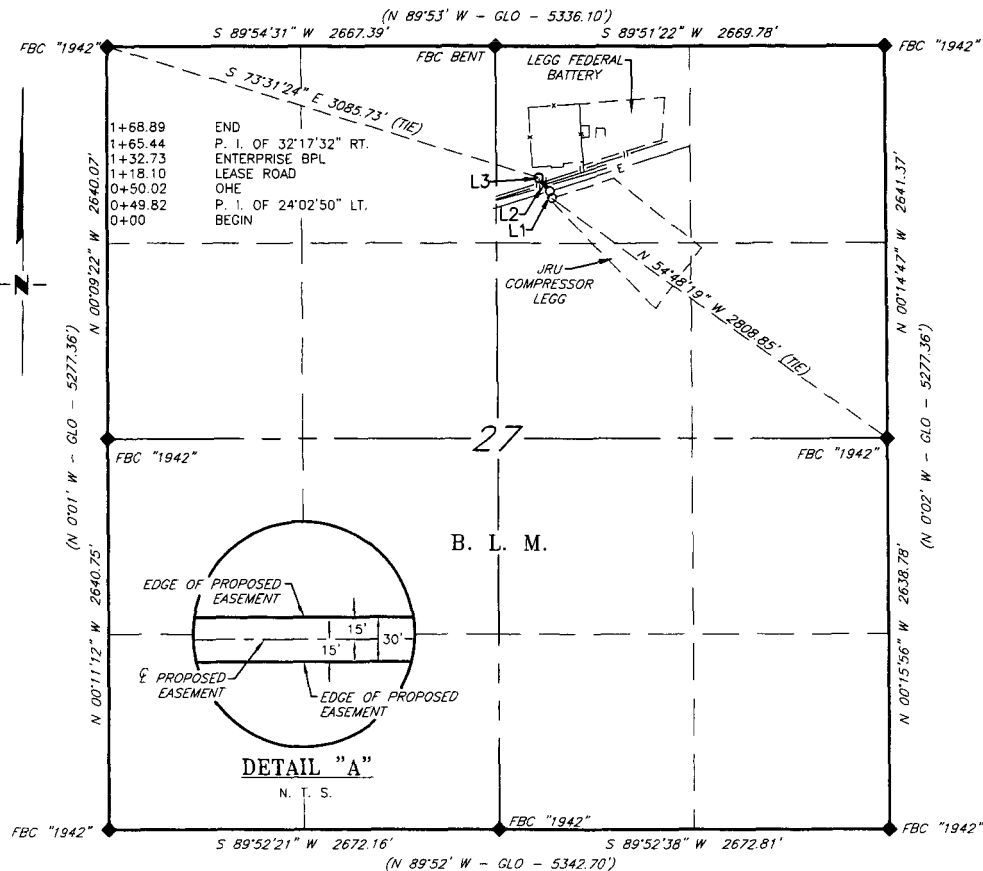 (N 89°53' W - GLO - 5336.10')
S 89°54'31" W 2667.39'
S 89°51'22" W 2669.78'
FBC "1942"
FBC BENT
FBC "1942"
LEGG FEDERAL
BATTERY
S 73°31'24" E 3085.73' (TIE)
1+68.89 END
1+65.44 P. I. OF 32°17'32" RT.
1+32.73 ENTERPRISE BPL
1+18.10 LEASE ROAD
0+50.02 OHE
0+49.82 P. I. OF 24°02'50" LT.
0+00 BEGIN
L3
L2
L1
E
N
JRU
COMPRESSOR
LEGG
N 54°48'19" W 2808.85' (TIE)
N 00°09'22" W 2640.07'
N 00°14'47" W 2641.37'
(N 0°01' W - GLO - 5277.36')
(N 0°02' W - GLO - 5277.36')
FBC "1942"
27
FBC "1942"
B. L. M.
EDGE OF PROPOSED
EASEMENT
15'
15'
30'
℄ PROPOSED
EASEMENT
EDGE OF PROPOSED
EASEMENT
DETAIL "A"
N. T. S.
N 00°11'12" W 2640.75'
N 00°15'56" W 2638.78'
FBC "1942"
FBC "1942"
FBC "1942"
S 89°52'21" W 2672.16'
S 89°52'38" W 2672.81'
(N 89°52' W - GLO - 5342.70')